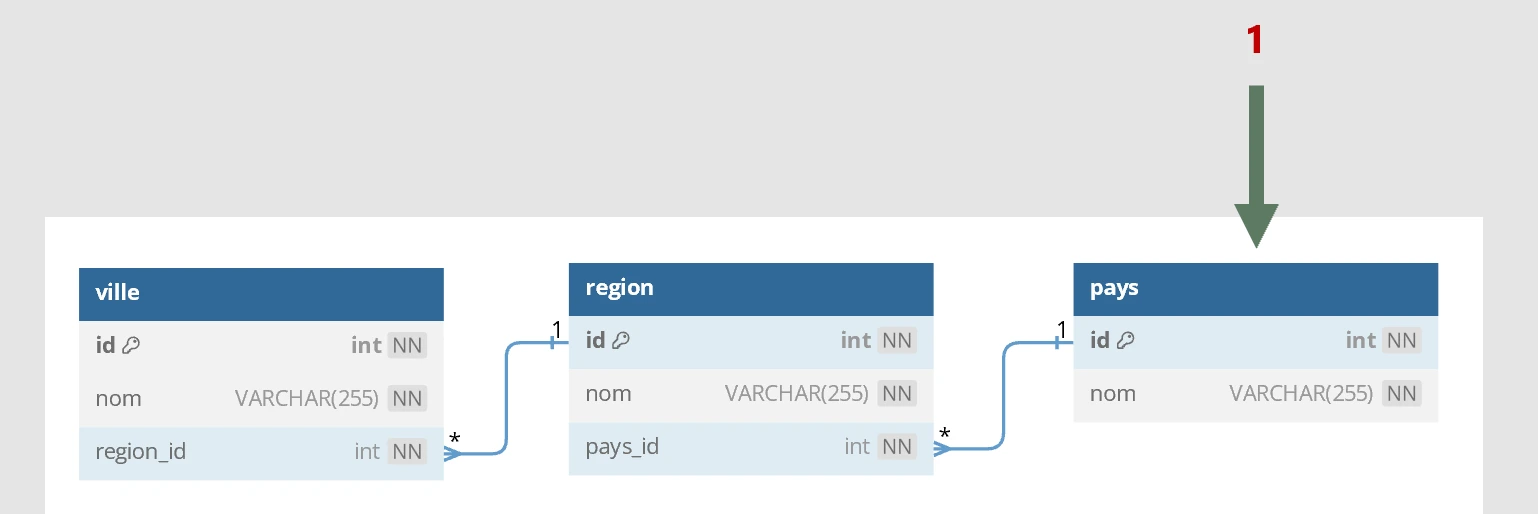 1
ville
id int NN
nom VARCHAR(255) NN
region_id int NN
*
1
region
id int NN
nom VARCHAR(255) NN
pays_id int NN
*
1
pays
id int NN
nom VARCHAR(255) NN